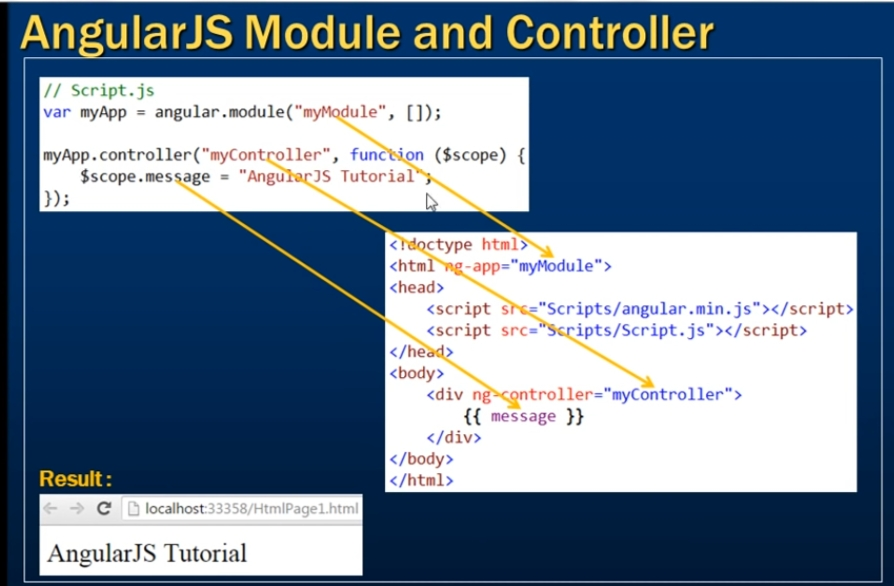 AngularJS Module and Controller
// Script.js
var myApp = angular.module("myModule", []);
myApp.controller("myController", function ($scope) {
$scope.message = "AngularJS Tutorial";
});
<!doctype html>
<html ng-app="myModule">
<head>
<script src="Scripts/angular.min.js"></script>
<script src="Scripts/Script.js"></script>
</head>
<body>
<div ng-controller="myController">
{{ message }}
</div>
</body>
</html>
Result :
localhost:33358/HtmlPage1.html
AngularJS Tutorial